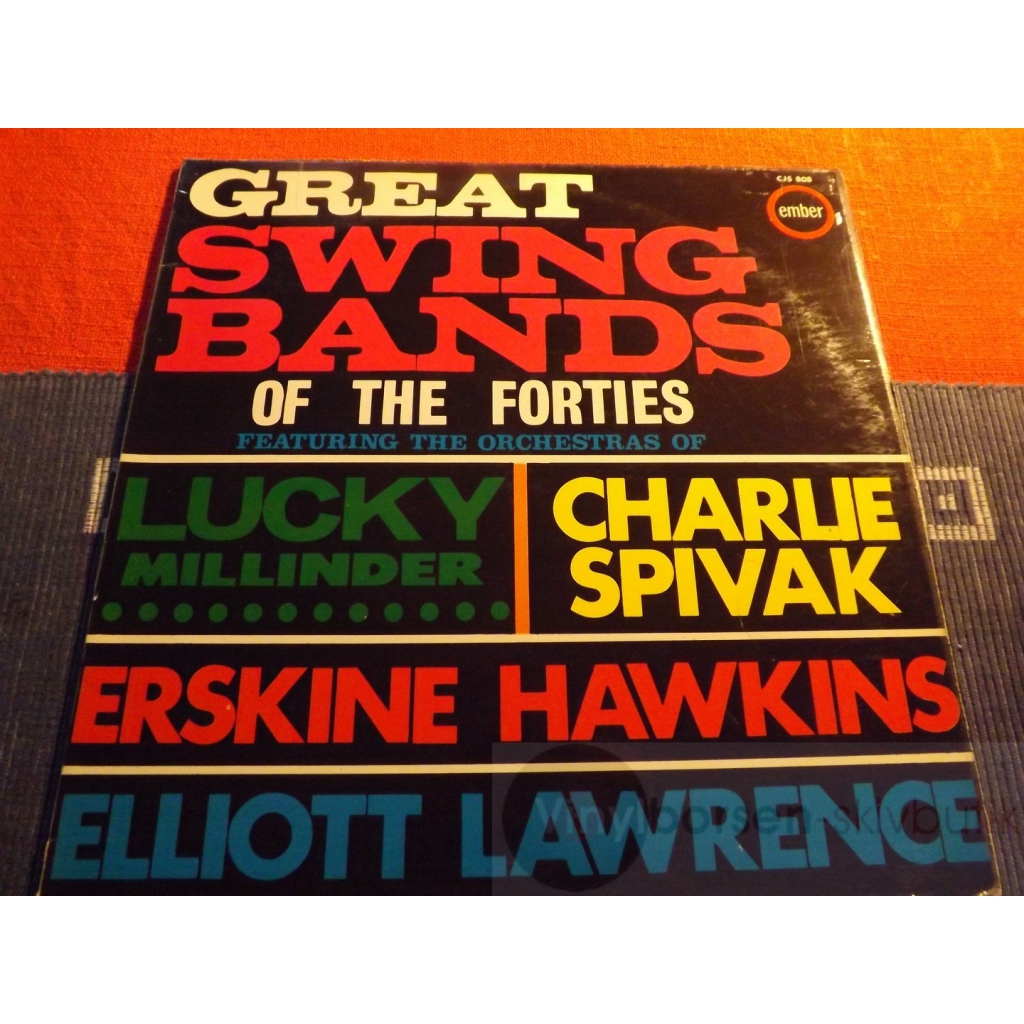 CJS 808
ember
GREAT
SWING
BANDS
OF THE FORTIES
FEATURING THE ORCHESTRAS OF
LUCKY
MILLINDER
CHARLIE
SPIVAK
ERSKINE HAWKINS
ELLIOTT LAWRENCE